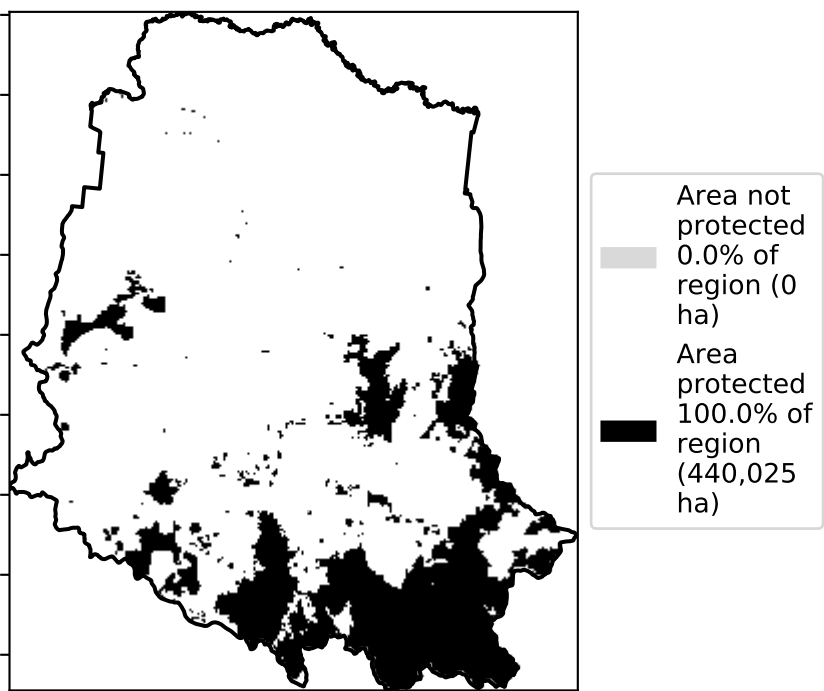 Area not
protected
0.0% of
region (0
ha)
Area
protected
100.0% of
region
(440,025
ha)